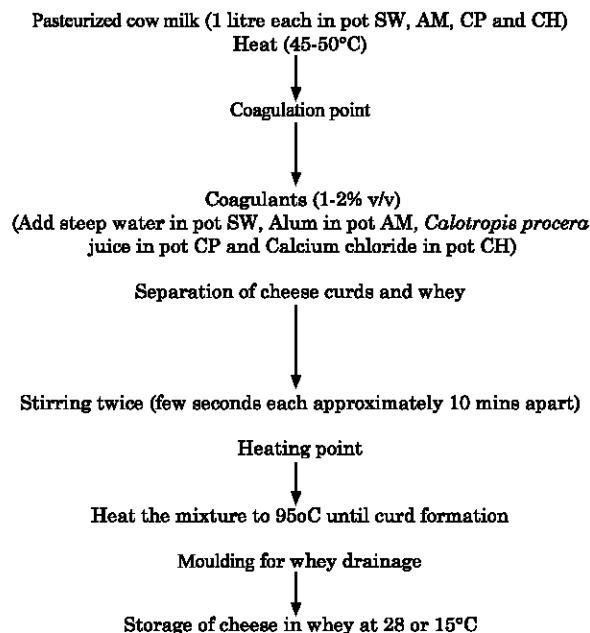 Pasteurized cow milk (1 litre each in pot SW, AM, CP and CH)
Heat (45-50°C)
Coagulation point
Coagulants (1-2% v/v)
(Add steep water in pot SW, Alum in pot AM, Calotropis procera
juice in pot CP and Calcium chloride in pot CH)
Separation of cheese curds and whey
Stirring twice (few seconds each approximately 10 mins apart)
Heating point
Heat the mixture to 95oC until curd formation
Moulding for whey drainage
Storage of cheese in whey at 28 or 15°C